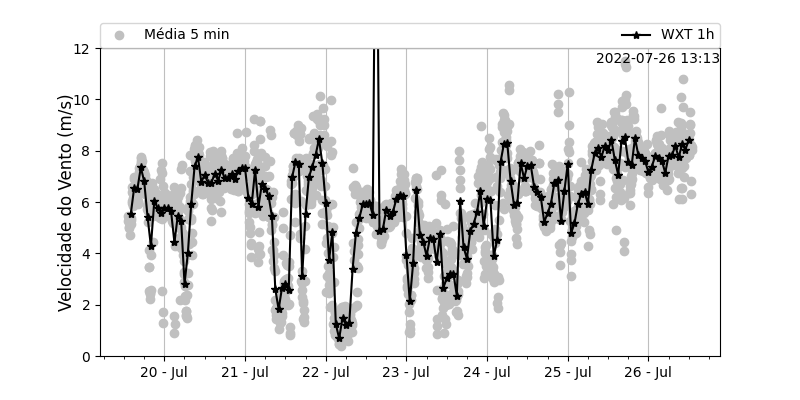 Média 5 min
WXT 1h
2022-07-26 13:13
Velocidade do Vento (m/s)
12
10
8
6
4
2
0
20 - Jul
21 - Jul
22 - Jul
23 - Jul
24 - Jul
25 - Jul
26 - Jul